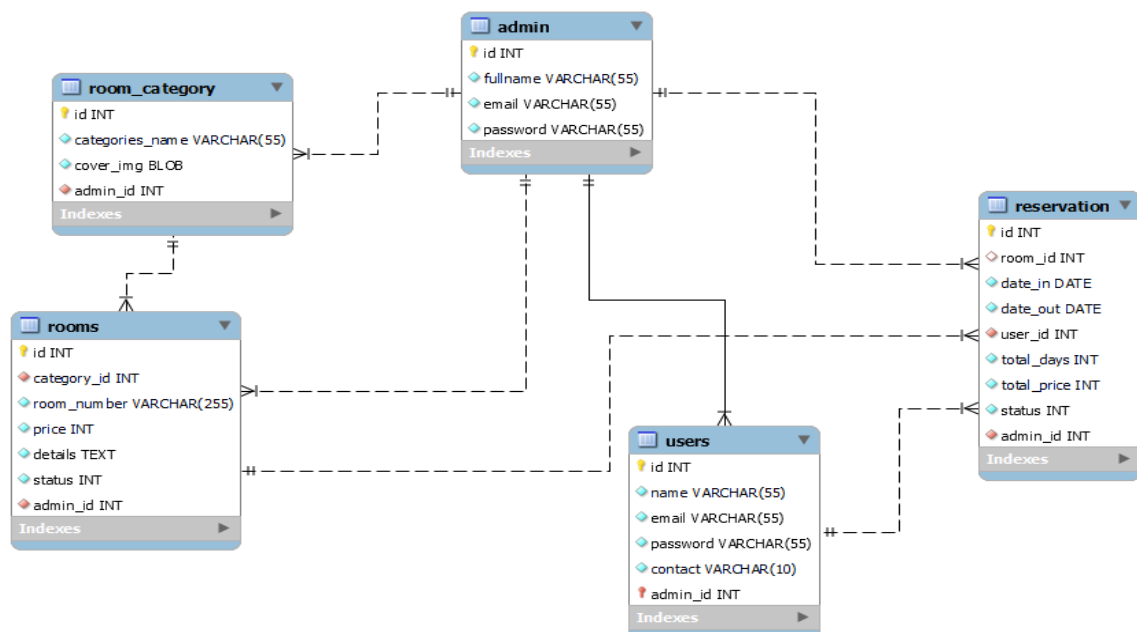 admin
id INT
fullname VARCHAR(55)
email VARCHAR(55)
password VARCHAR(55)
Indexes
room_category
id INT
categories_name VARCHAR(55)
cover_img BLOB
admin_id INT
Indexes
reservation
id INT
room_id INT
date_in DATE
date_out DATE
user_id INT
total_days INT
total_price INT
status INT
admin_id INT
Indexes
rooms
id INT
category_id INT
room_number VARCHAR(255)
price INT
details TEXT
status INT
admin_id INT
Indexes
users
id INT
name VARCHAR(55)
email VARCHAR(55)
password VARCHAR(55)
contact VARCHAR(10)
admin_id INT
Indexes